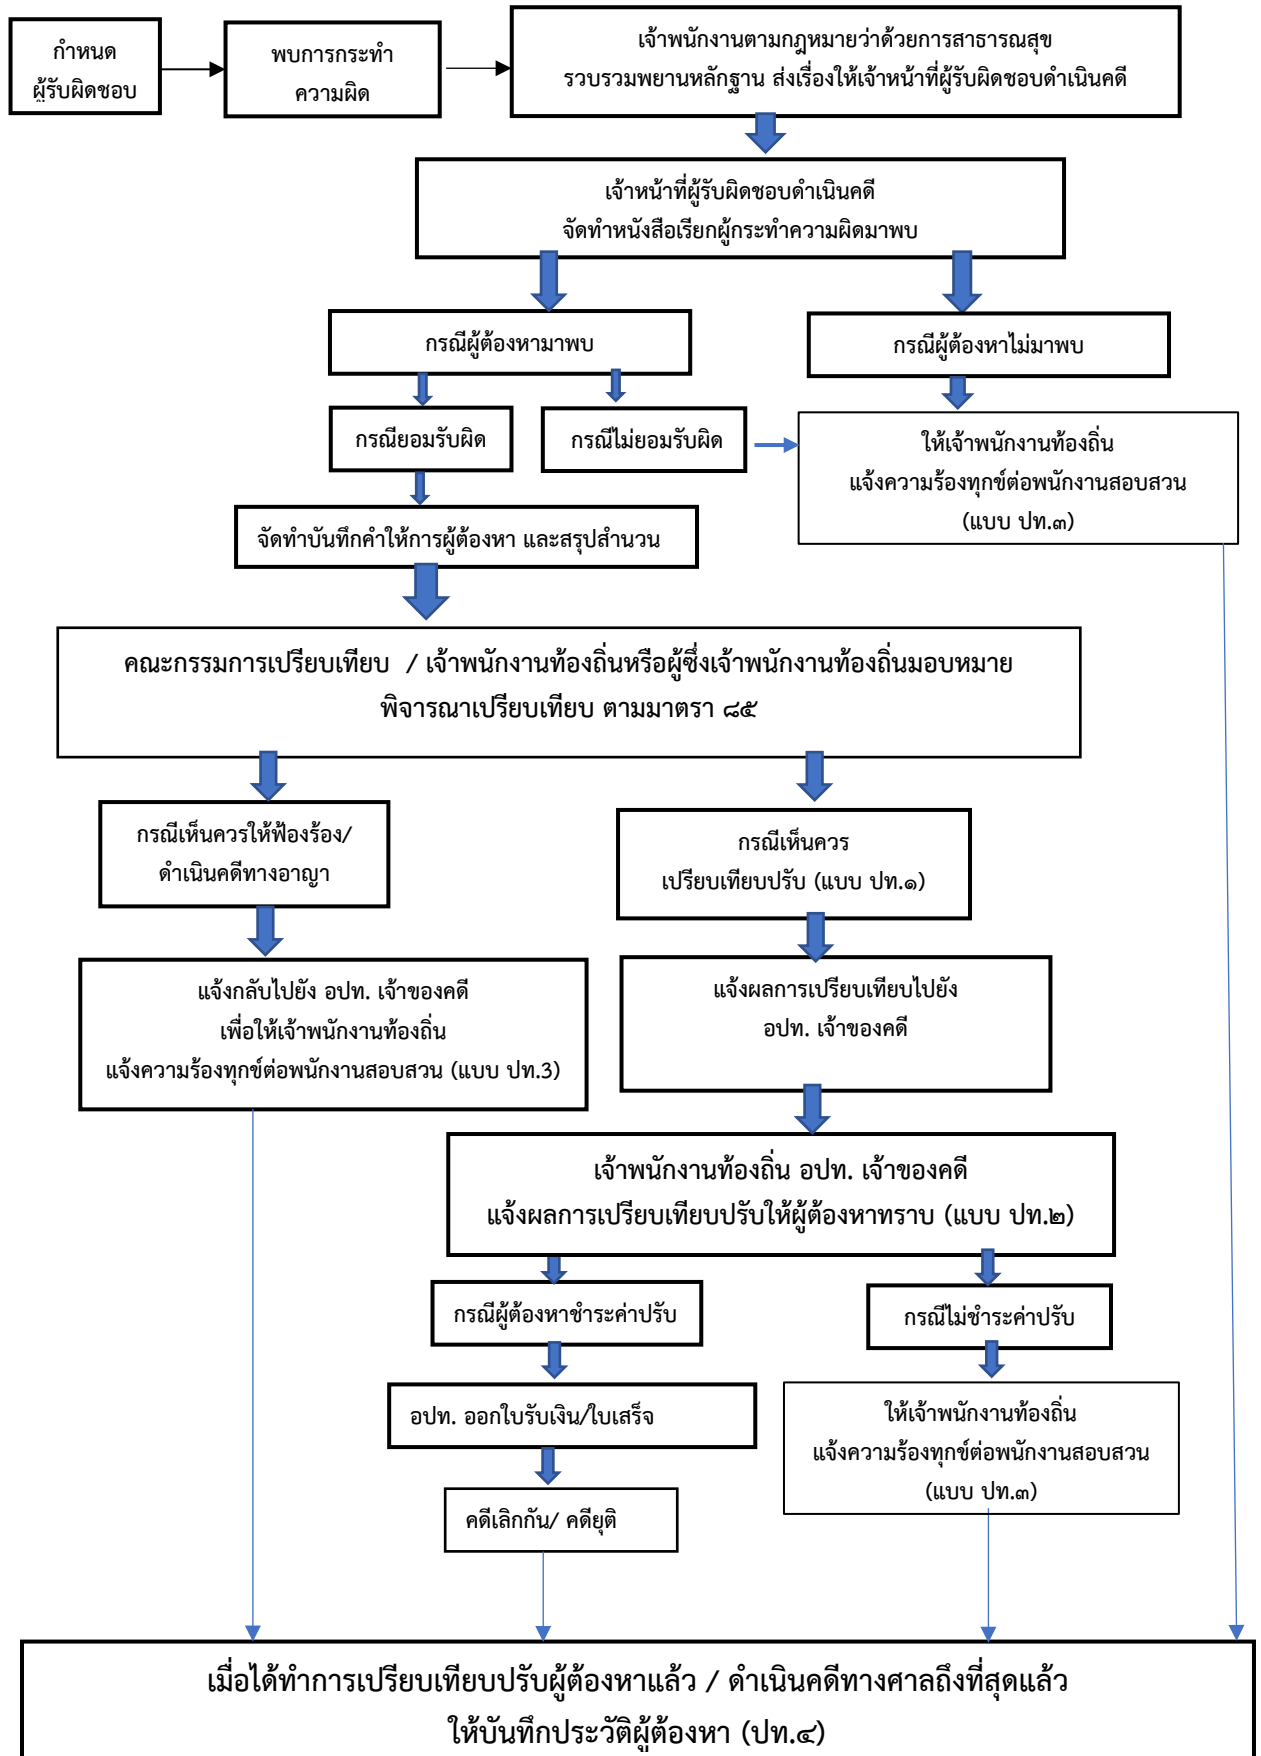 กำหนด
ผู้รับผิดชอบ
พบการกระทำ
ความผิด
เจ้าพนักงานตามกฎหมายว่าด้วยการสาธารณสุข
รวบรวมพยานหลักฐาน ส่งเรื่องให้เจ้าหน้าที่ผู้รับผิดชอบดำเนินคดี
เจ้าหน้าที่ผู้รับผิดชอบดำเนินคดี
จัดทำหนังสือเรียกผู้กระทำความผิดมาพบ
กรณีผู้ต้องหามาพบ
กรณีผู้ต้องหาไม่มาพบ
กรณียอมรับผิด
กรณีไม่ยอมรับผิด
ให้เจ้าพนักงานท้องถิ่น
แจ้งความร้องทุกข์ต่อพนักงานสอบสวน
(แบบ ปท.๓)
จัดทำบันทึกคำให้การผู้ต้องหา และสรุปสำนวน
คณะกรรมการเปรียบเทียบ / เจ้าพนักงานท้องถิ่นหรือผู้ซึ่งเจ้าพนักงานท้องถิ่นมอบหมาย
พิจารณาเปรียบเทียบ ตามมาตรา ๘๕
กรณีเห็นควรให้ฟ้องร้อง/
ดำเนินคดีทางอาญา
กรณีเห็นควร
เปรียบเทียบปรับ (แบบ ปท.๑)
แจ้งกลับไปยัง อปท. เจ้าของคดี
เพื่อให้เจ้าพนักงานท้องถิ่น
แจ้งความร้องทุกข์ต่อพนักงานสอบสวน (แบบ ปท.3)
แจ้งผลการเปรียบเทียบไปยัง
อปท. เจ้าของคดี
เจ้าพนักงานท้องถิ่น อปท. เจ้าของคดี
แจ้งผลการเปรียบเทียบปรับให้ผู้ต้องหาทราบ (แบบ ปท.๒)
กรณีผู้ต้องหาชำระค่าปรับ
กรณีไม่ชำระค่าปรับ
อปท. ออกใบรับเงิน/ใบเสร็จ
ให้เจ้าพนักงานท้องถิ่น
แจ้งความร้องทุกข์ต่อพนักงานสอบสวน
(แบบ ปท.๓)
คดีเลิกกัน/ คดียุติ
เมื่อได้ทำการเปรียบเทียบปรับผู้ต้องหาแล้ว / ดำเนินคดีทางศาลถึงที่สุดแล้ว
ให้บันทึกประวัติผู้ต้องหา (ปท.๔)